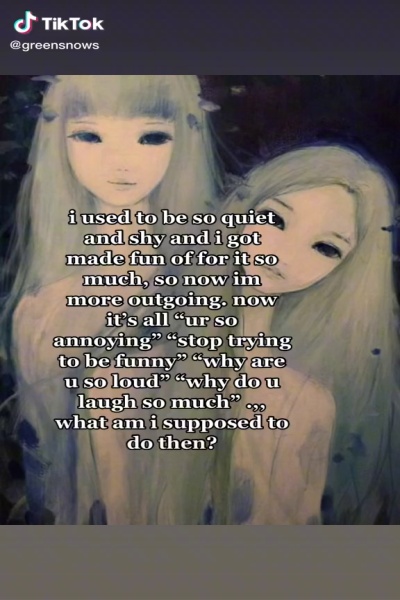 TikTok
@greensnows
i used to be so quiet
and shy and i got
made fun of for it so
much, so now im
more outgoing. now
it's all “ur so
annoying” “stop trying
to be funny” “why are
u so loud” “why do u
laugh so much” .,,
what am i supposed to
do then?